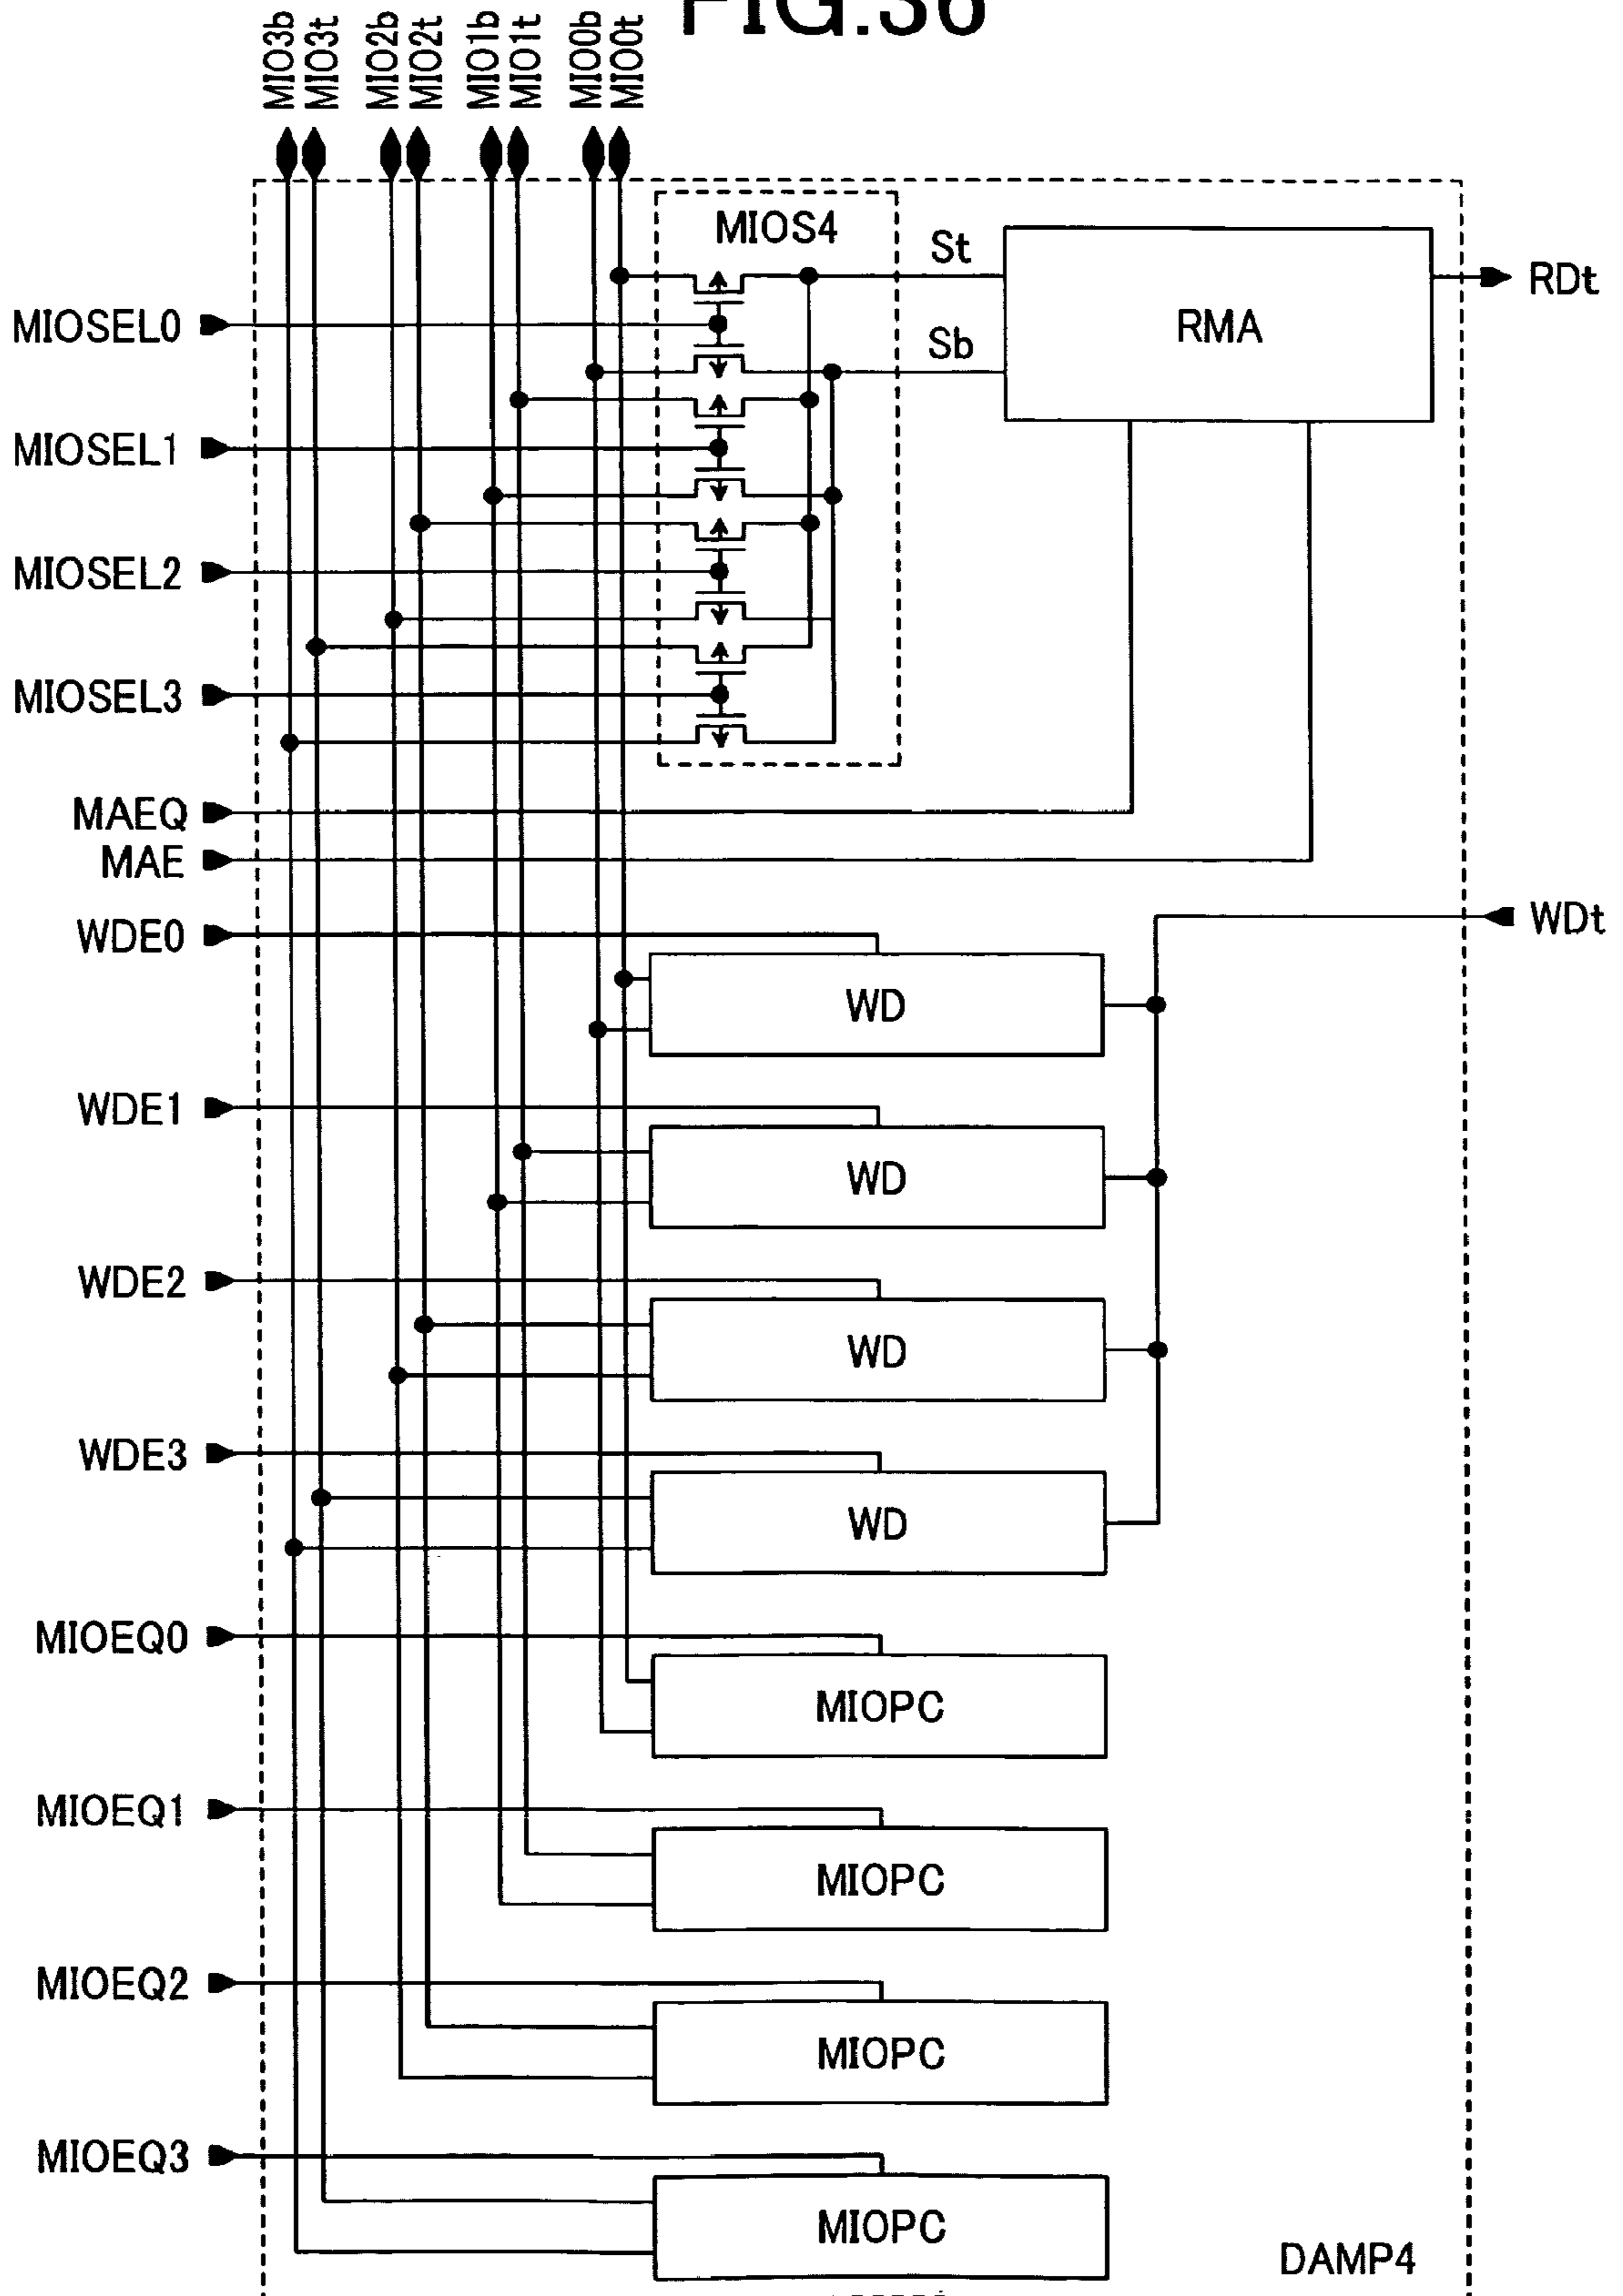 FIG.36
MIO3b
MIO3t
MIO2b
MIO2t
MIO1b
MIO1t
MIO0b
MIO0t
MIOS4
St
RDt
MIOSEL0
RMA
Sb
MIOSEL1
MIOSEL2
MIOSEL3
MAEQ
MAE
WDt
WDE0
WD
WDE1
WD
WDE2
WD
WDE3
WD
MIOEQ0
MIOPC
MIOEQ1
MIOPC
MIOEQ2
MIOPC
MIOEQ3
MIOPC
DAMP4